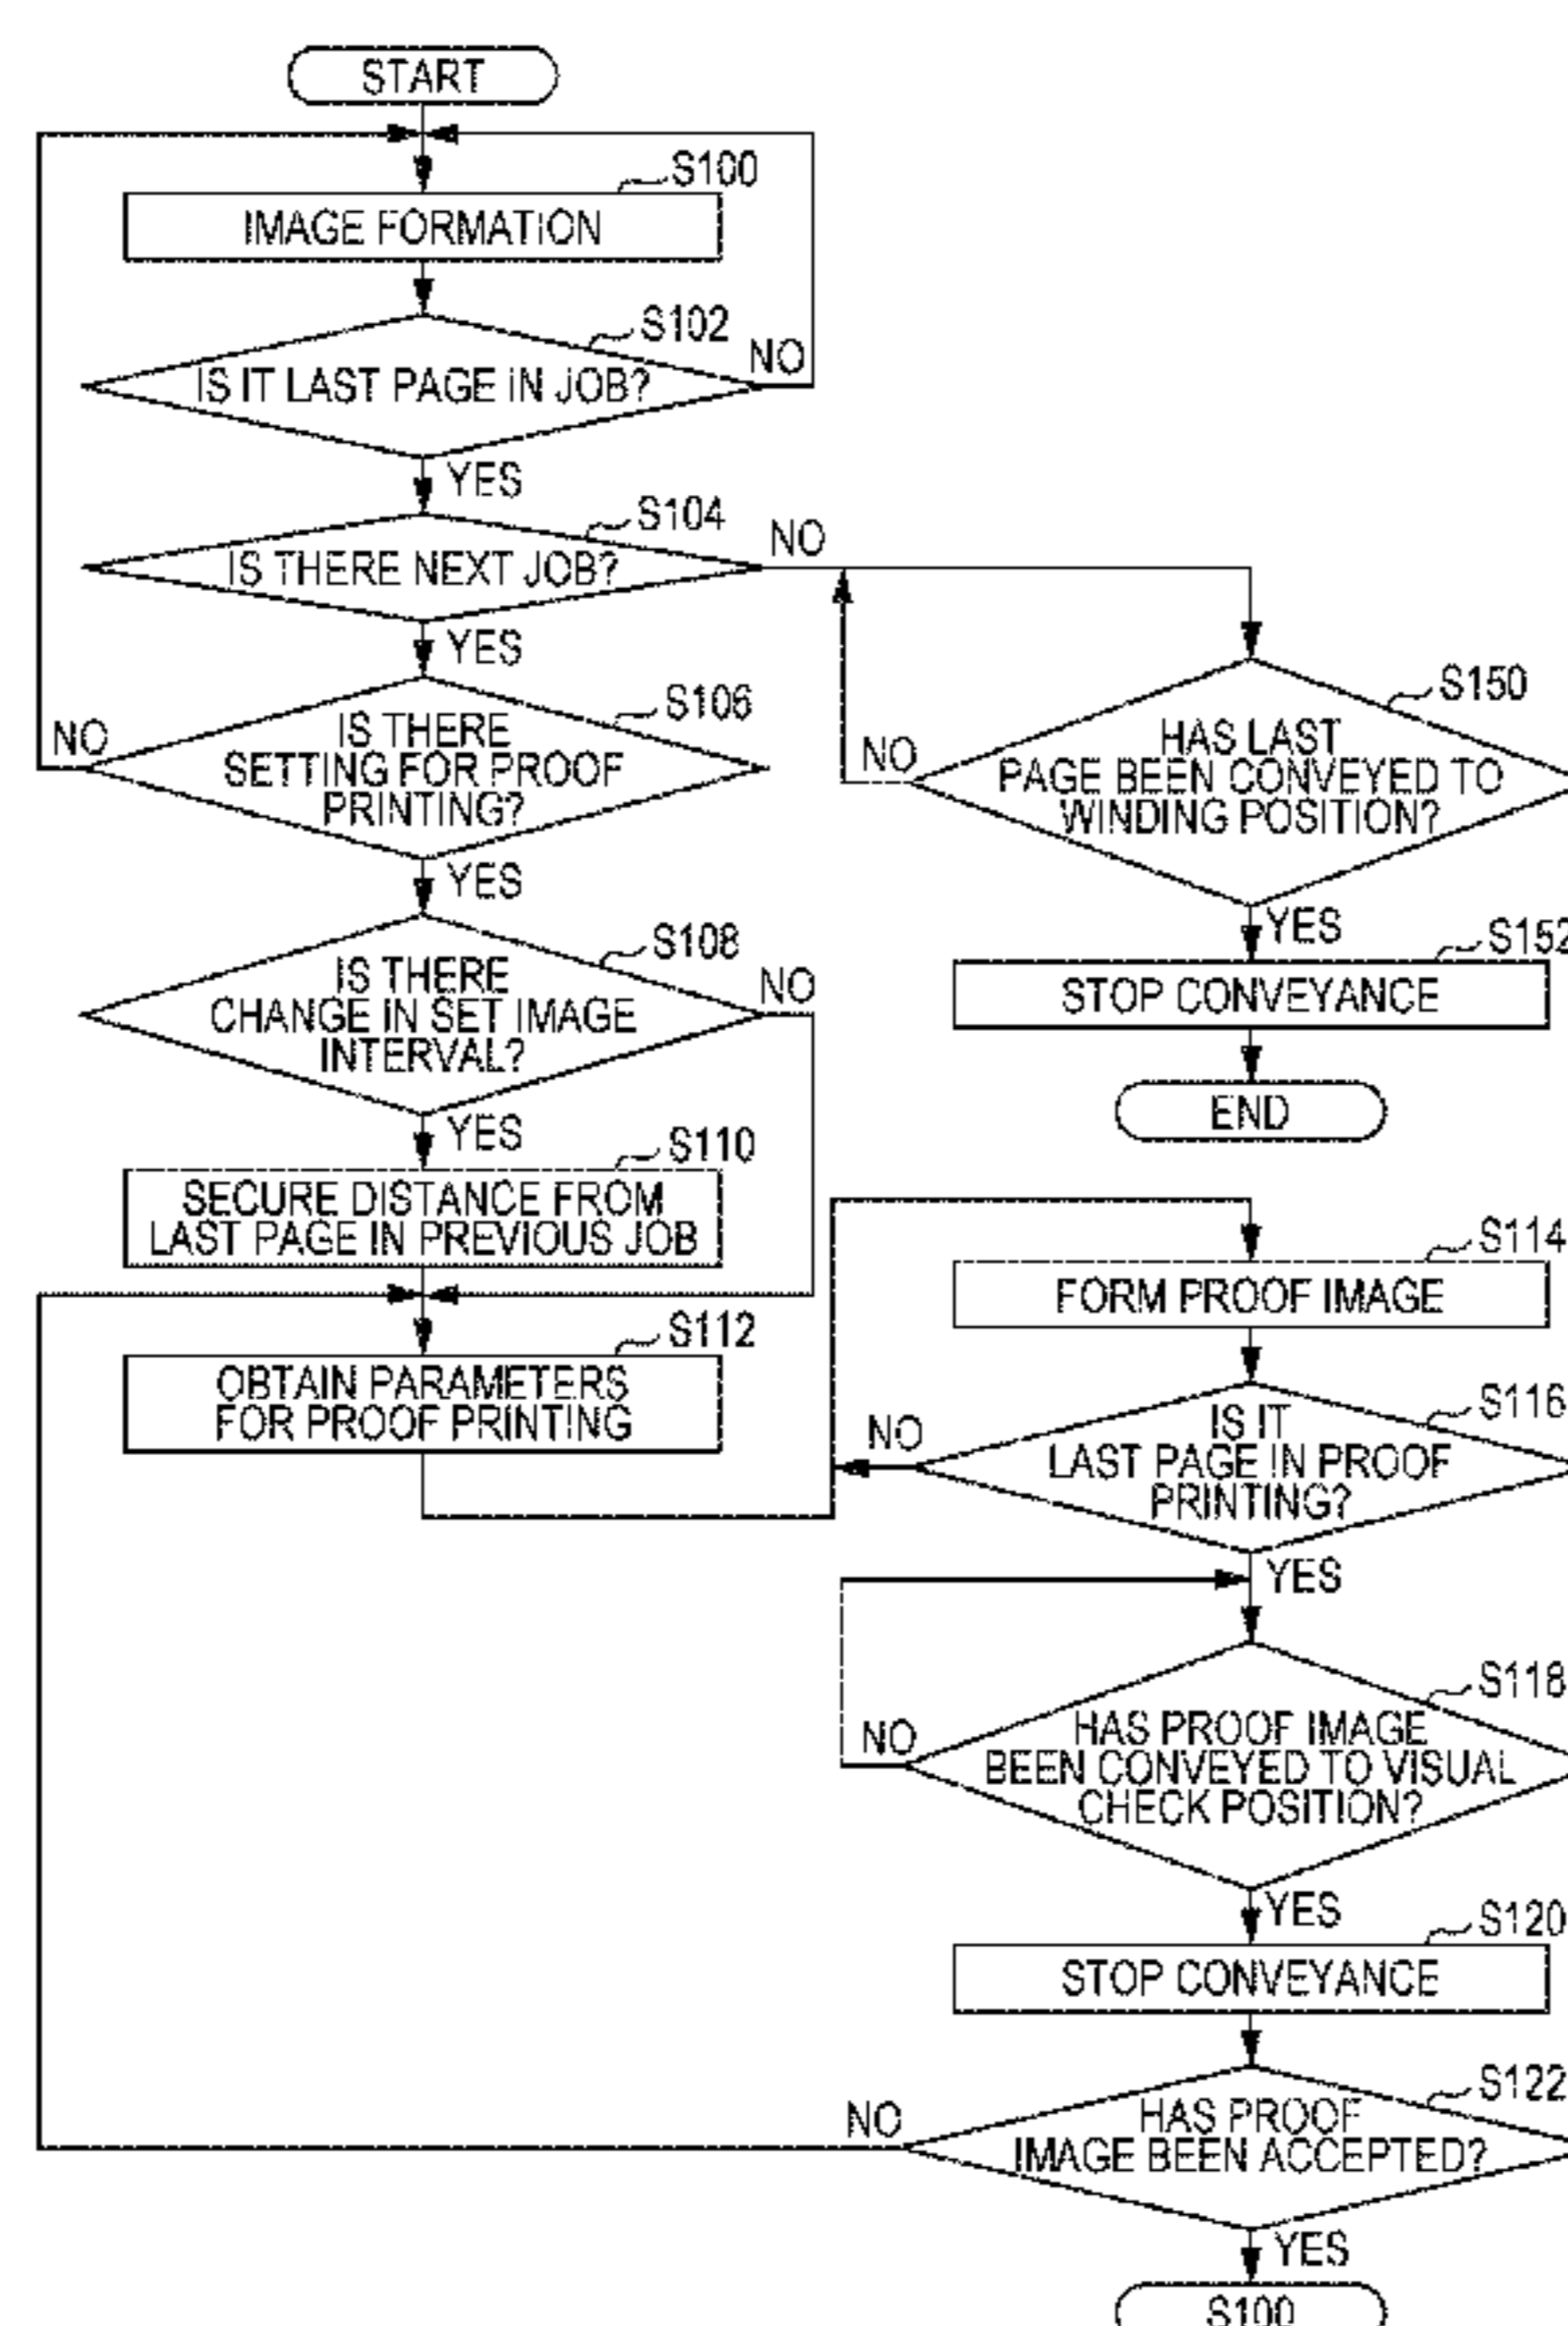 START
S100
IMAGE FORMATION
S102
IS IT LAST PAGE IN JOB?
NO
YES
S104
IS THERE NEXT JOB?
NO
YES
S106
IS THERE
SETTING FOR PROOF
PRINTING?
NO
YES
S108
IS THERE
CHANGE IN SET IMAGE
INTERVAL?
NO
YES
S110
SECURE DISTANCE FROM
LAST PAGE IN PREVIOUS JOB
S112
OBTAIN PARAMETERS
FOR PROOF PRINTING
S150
HAS LAST
PAGE BEEN CONVEYED TO
WINDING POSITION?
NO
YES
S152
STOP CONVEYANCE
END
S114
FORM PROOF IMAGE
S116
IS IT
LAST PAGE IN PROOF
PRINTING?
NO
YES
S118
HAS PROOF IMAGE
BEEN CONVEYED TO VISUAL
CHECK POSITION?
NO
YES
S120
STOP CONVEYANCE
S122
HAS PROOF
IMAGE BEEN ACCEPTED?
NO
YES
S100